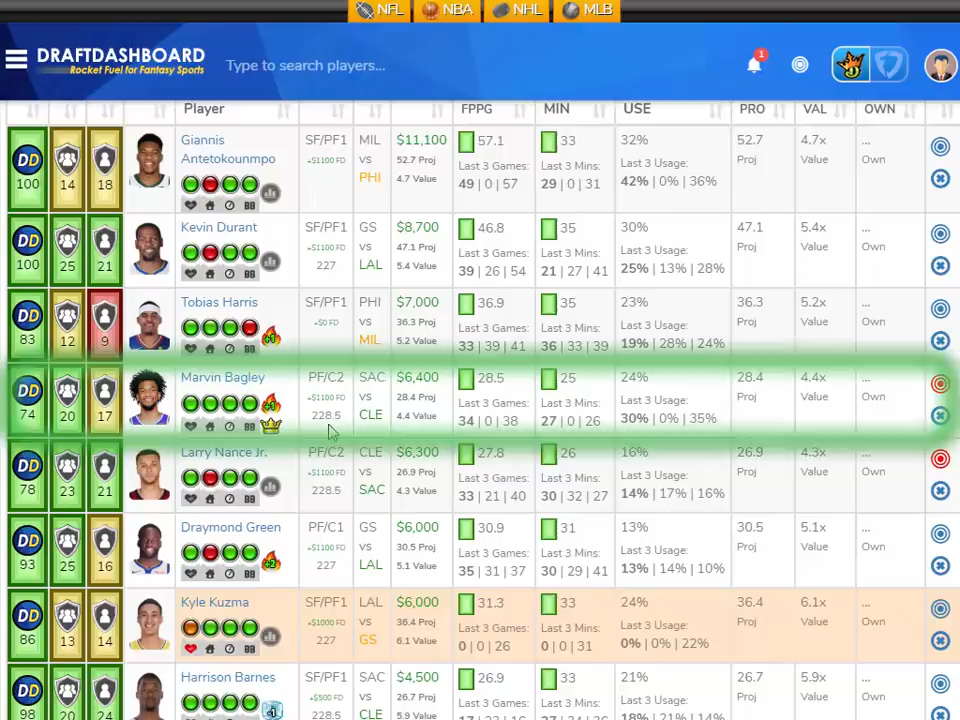 NFL NBA NHL MLB
DRAFTDASHBOARD
Rocket Fuel for Fantasy Sports
Type to search players...
1
Player FPPG MIN USE PRO VAL OWN
Giannis Antetokounmpo SF/PF1 MIL $11,100 57.1 33 32% 52.7 4.7x ...
+$1100 FD VS 52.7 Proj Last 3 Games: Last 3 Mins: Last 3 Usage: Proj Value Own
DD 100 14 18 PHI 4.7 Value 49 | 0 | 57 29 | 0 | 31 42% | 0% | 36%
Kevin Durant SF/PF1 GS $8,700 46.8 35 30% 47.1 5.4x ...
+$1100 FD VS 47.1 Proj Last 3 Games: Last 3 Mins: Last 3 Usage: Proj Value Own
DD 100 25 21 227 LAL 5.4 Value 39 | 26 | 54 21 | 27 | 41 25% | 13% | 28%
Tobias Harris SF/PF1 PHI $7,000 36.9 35 23% 36.3 5.2x ...
+$0 FD VS 36.3 Proj Last 3 Games: Last 3 Mins: Last 3 Usage: Proj Value Own
DD 83 12 9 +1 MIL 5.2 Value 33 | 39 | 41 36 | 33 | 39 19% | 28% | 24%
Marvin Bagley PF/C2 SAC $6,400 28.5 25 24% 28.4 4.4x ...
+$1100 FD VS 28.4 Proj Last 3 Games: Last 3 Mins: Last 3 Usage: Proj Value Own
DD 74 20 17 +1 228.5 CLE 4.4 Value 34 | 0 | 38 27 | 0 | 26 30% | 0% | 35%
Larry Nance Jr. PF/C2 CLE $6,300 27.8 26 16% 26.9 4.3x ...
+$1100 FD VS 26.9 Proj Last 3 Games: Last 3 Mins: Last 3 Usage: Proj Value Own
DD 78 23 21 228.5 SAC 4.3 Value 33 | 21 | 40 30 | 32 | 27 14% | 17% | 16%
Draymond Green PF/C1 GS $6,000 30.9 31 13% 30.5 5.1x ...
+$1100 FD VS 30.5 Proj Last 3 Games: Last 3 Mins: Last 3 Usage: Proj Value Own
DD 93 25 16 +2 227 LAL 5.1 Value 35 | 31 | 37 30 | 29 | 41 13% | 14% | 10%
Kyle Kuzma SF/PF1 LAL $6,000 31.3 33 24% 36.4 6.1x ...
+$1000 FD VS 36.4 Proj Last 3 Games: Last 3 Mins: Last 3 Usage: Proj Value Own
DD 86 13 14 227 GS 6.1 Value 0 | 0 | 26 0 | 0 | 31 0% | 0% | 22%
Harrison Barnes SF/PF1 SAC $4,500 26.9 33 21% 26.7 5.9x ...
+$500 FD VS 26.7 Proj Last 3 Games: Last 3 Mins: Last 3 Usage: Proj Value Own
DD 98 20 24 -1 228.5 CLE 5.9 Value